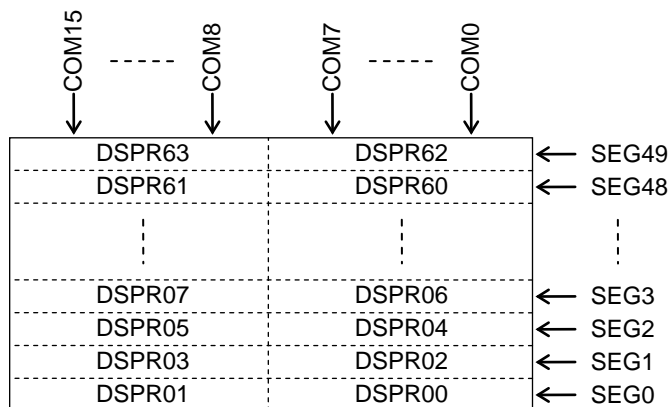 COM15 COM8 COM7 COM0
DSPR63 DSPR62 SEG49
DSPR61 DSPR60 SEG48
DSPR07 DSPR06 SEG3
DSPR05 DSPR04 SEG2
DSPR03 DSPR02 SEG1
DSPR01 DSPR00 SEG0